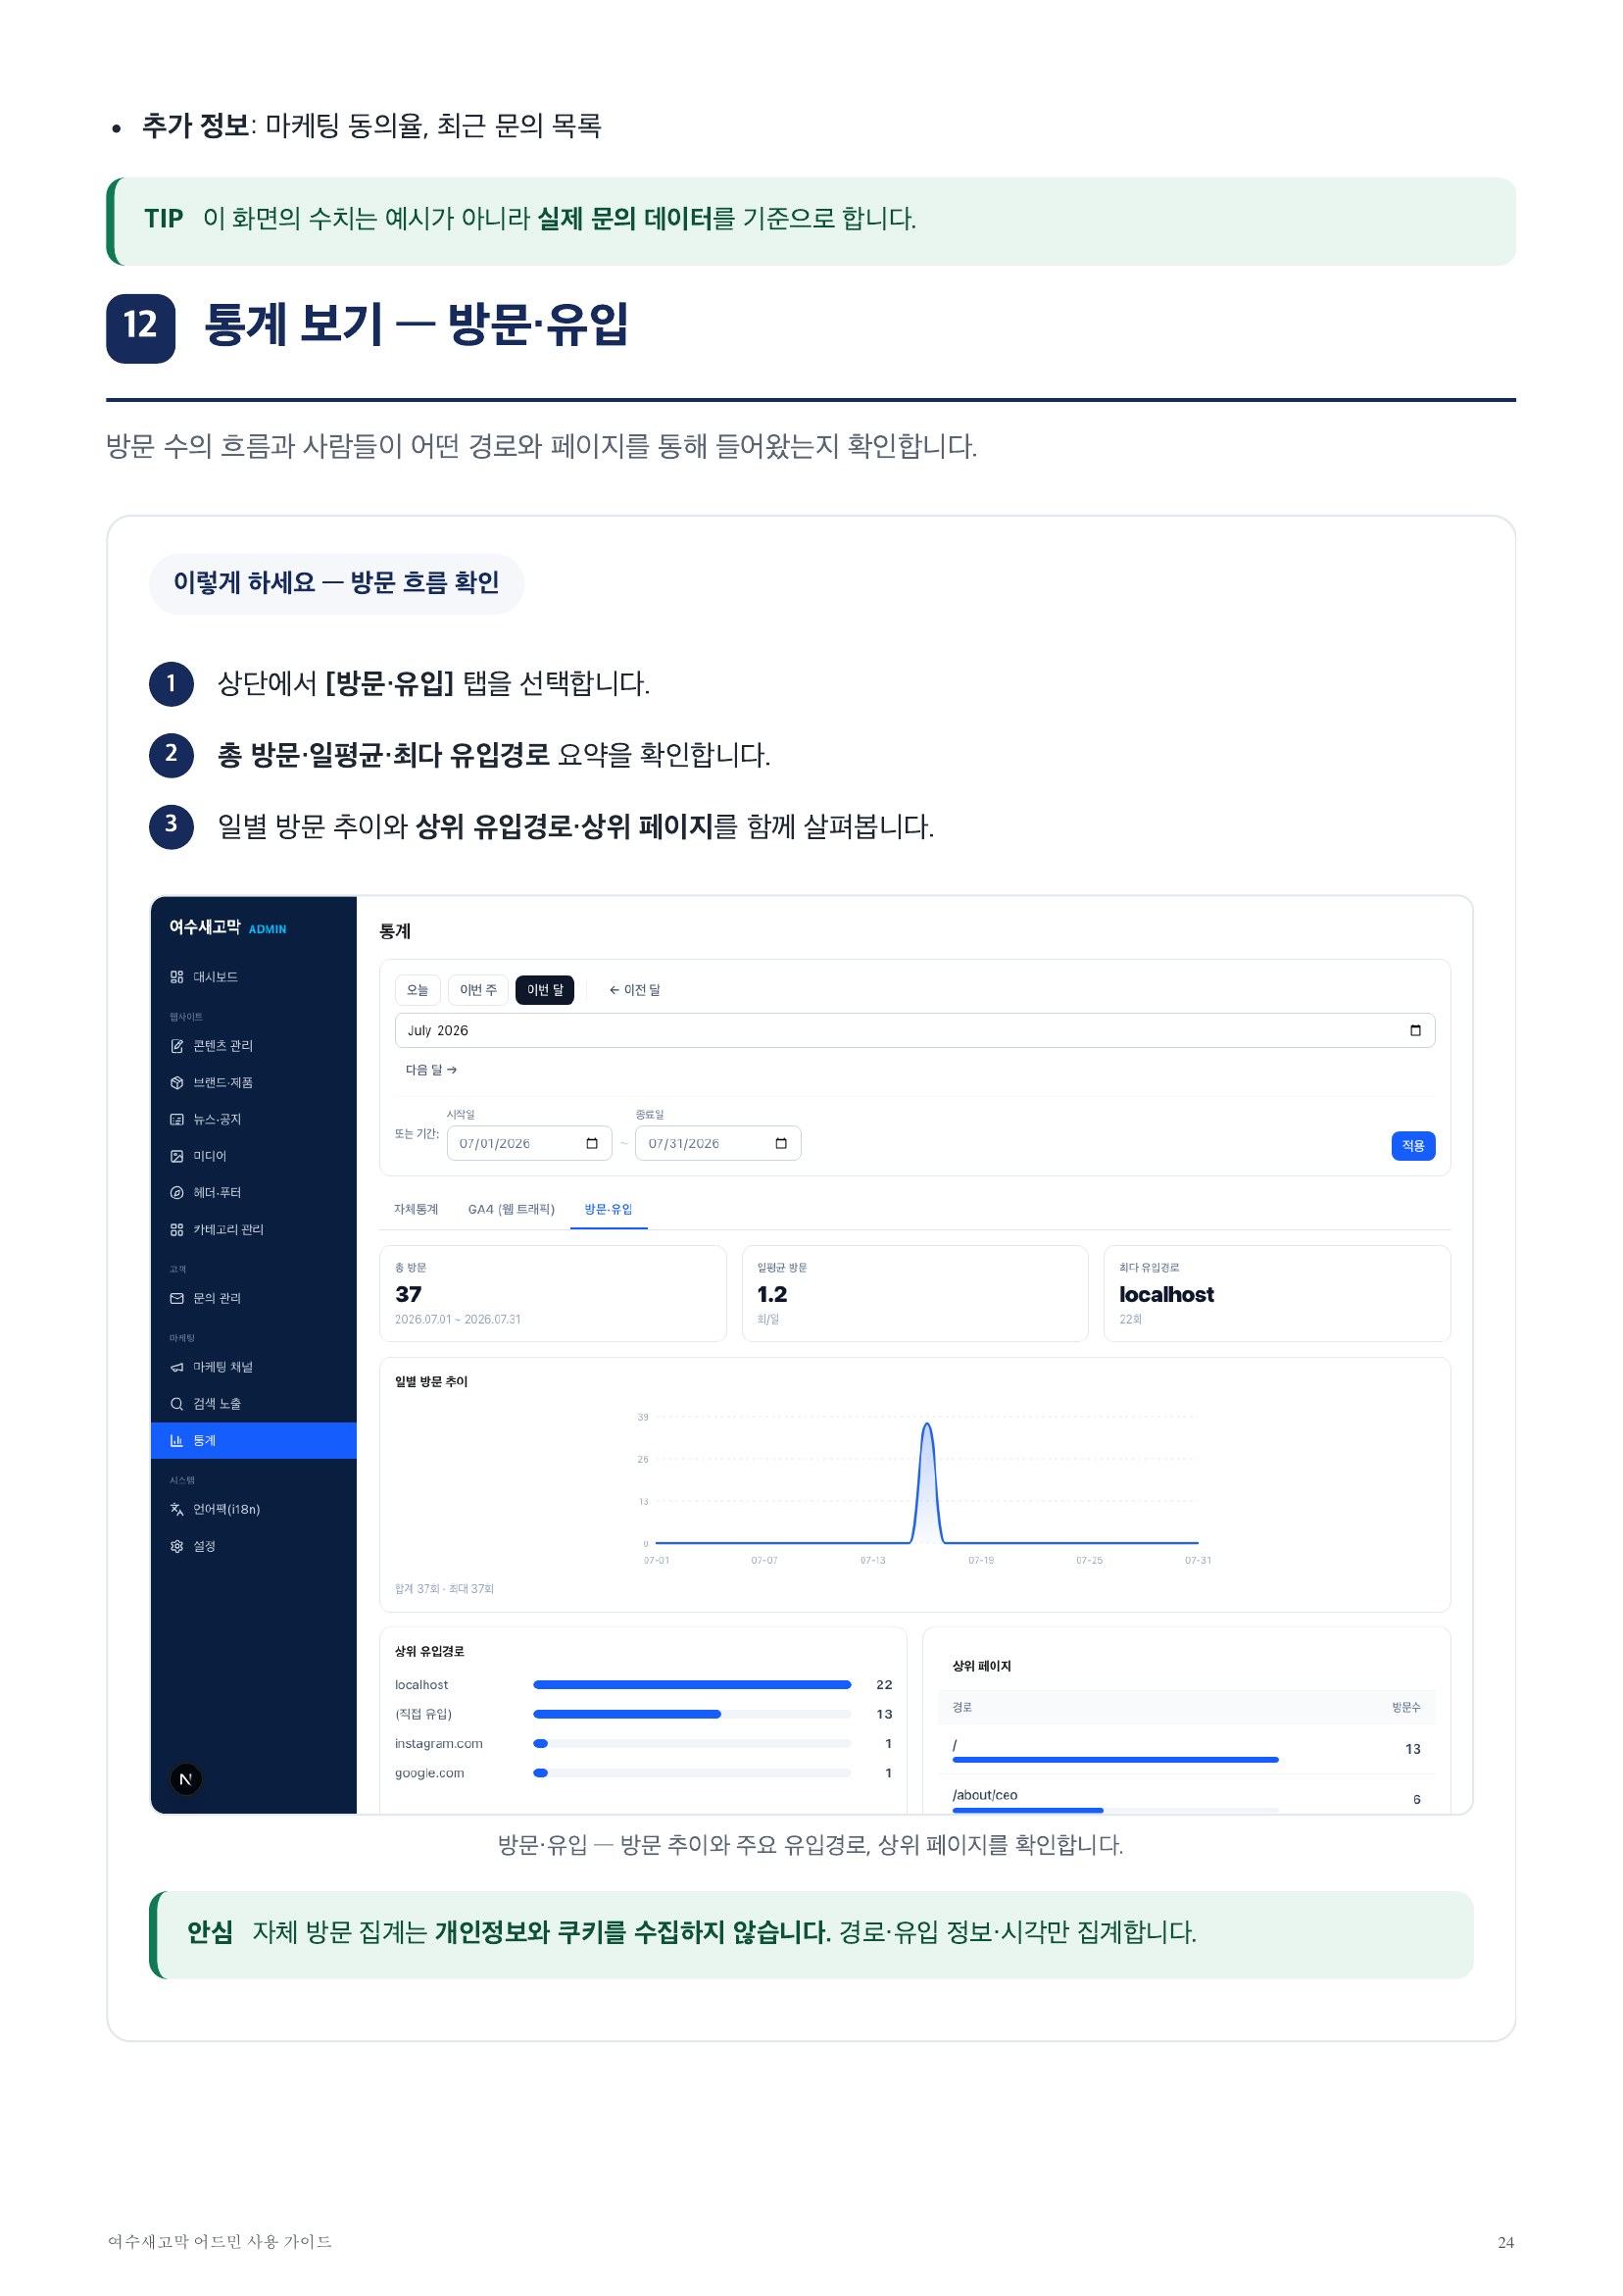 • 추가 정보: 마케팅 동의율, 최근 문의 목록
TIP 이 화면의 수치는 예시가 아니라 실제 문의 데이터를 기준으로 합니다.
12 통계 보기 — 방문·유입
방문 수의 흐름과 사람들이 어떤 경로와 페이지를 통해 들어왔는지 확인합니다.
이렇게 하세요 — 방문 흐름 확인
1 상단에서 [방문·유입] 탭을 선택합니다.
2 총 방문·일평균·최다 유입경로 요약을 확인합니다.
3 일별 방문 추이와 상위 유입경로·상위 페이지를 함께 살펴봅니다.
여수새고막 ADMIN
대시보드
웹사이트
콘텐츠 관리
브랜드·제품
뉴스·공지
미디어
헤더·푸터
카테고리 관리
고객
문의 관리
마케팅
마케팅 채널
검색 노출
통계
시스템
언어팩(i18n)
설정
N
통계
오늘 이번 주 이번 달 ← 이전 달
July 2026
다음 달 →
시작일 종료일
또는 기간: 07/01/2026 ~ 07/31/2026 적용
자체통계 GA4 (웹 트래픽) 방문·유입
총 방문
37
2026.07.01 ~ 2026.07.31
일평균 방문
1.2
회/일
최다 유입경로
localhost
22회
일별 방문 추이
39
26
13
0
07-01 07-07 07-13 07-19 07-25 07-31
합계 37회 · 최대 37회
상위 유입경로
localhost 22
(직접 유입) 13
instagram.com 1
google.com 1
상위 페이지
경로 방문수
/ 13
/about/ceo 6
방문·유입 — 방문 추이와 주요 유입경로, 상위 페이지를 확인합니다.
안심 자체 방문 집계는 개인정보와 쿠키를 수집하지 않습니다. 경로·유입 정보·시각만 집계합니다.
여수새고막 어드민 사용 가이드 24